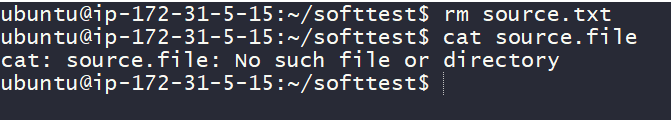 ubuntu@ip-172-31-5-15:~/softtest$ rm source.txt
ubuntu@ip-172-31-5-15:~/softtest$ cat source.file
cat: source.file: No such file or directory
ubuntu@ip-172-31-5-15:~/softtest$